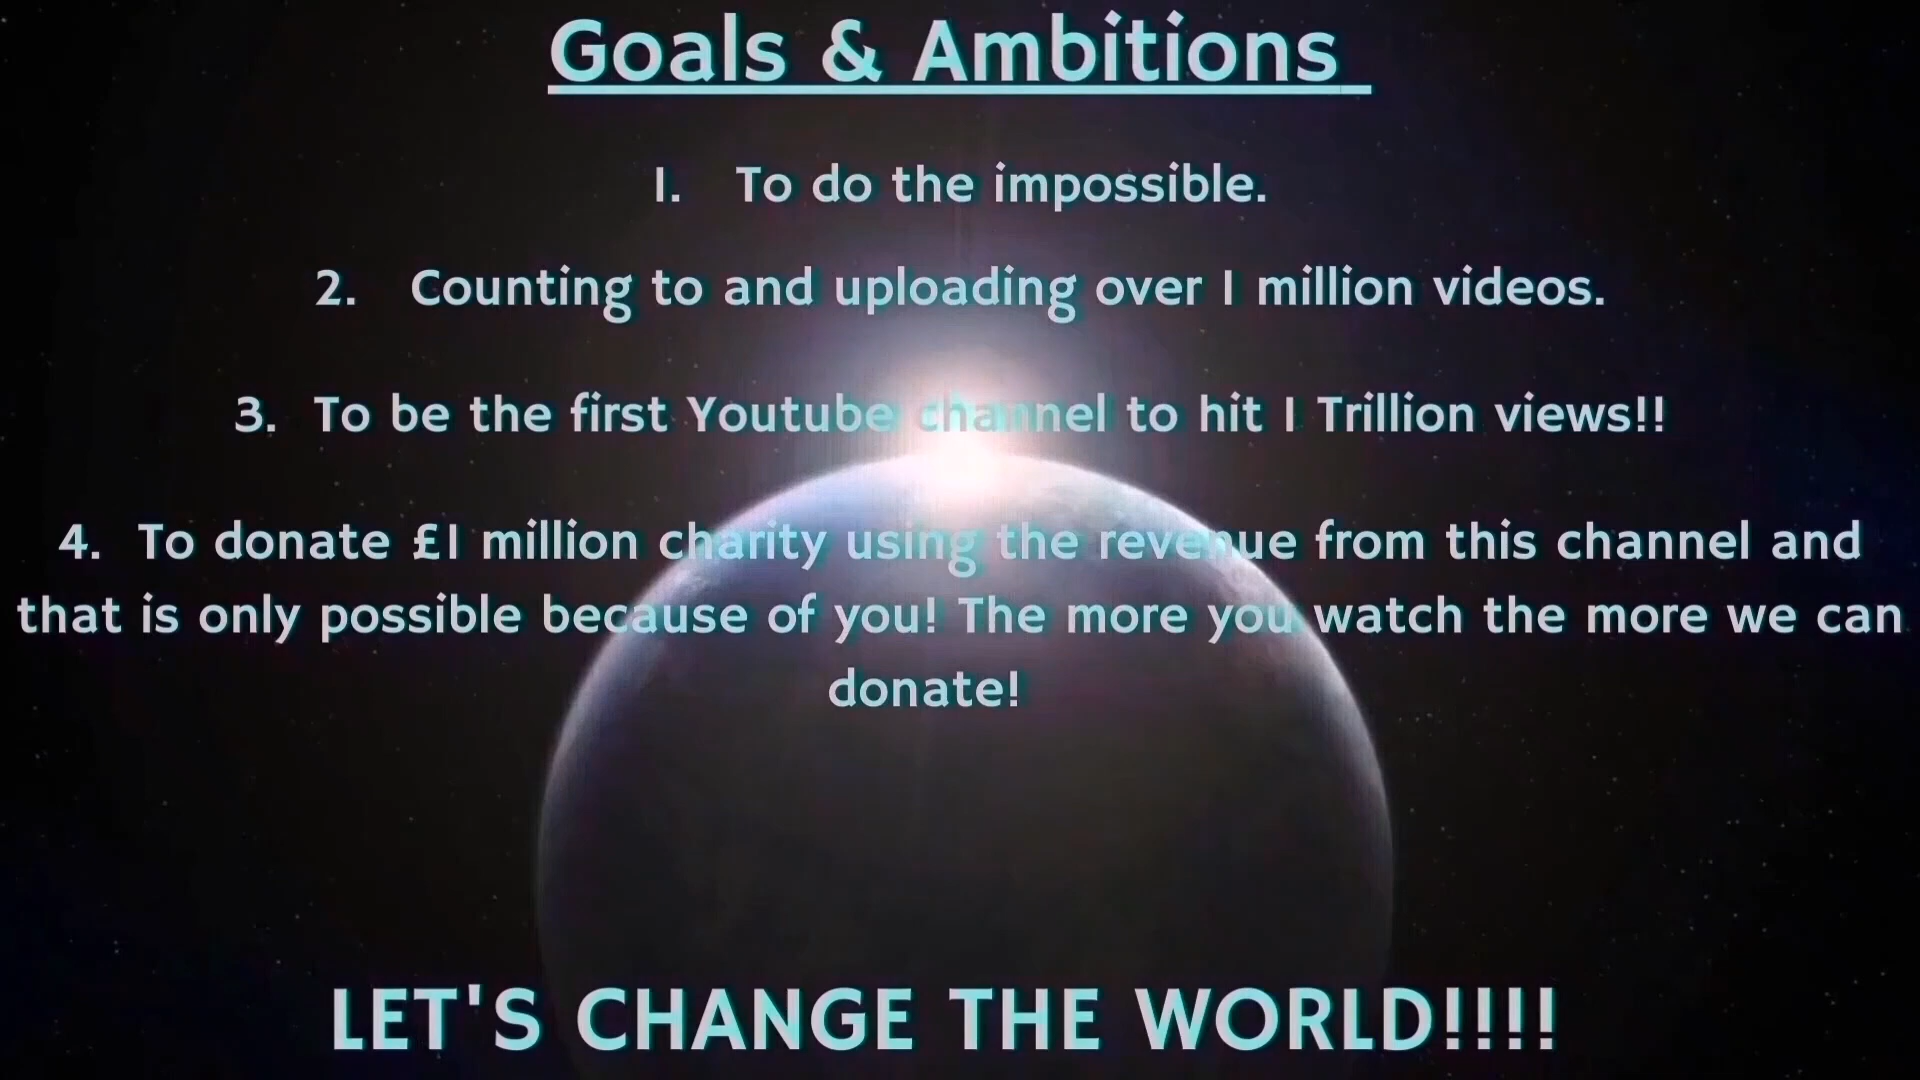 Goals & Ambitions
1. To do the impossible.
2. Counting to and uploading over 1 million videos.
3. To be the first Youtube channel to hit 1 Trillion views!!
4. To donate £1 million charity using the revenue from this channel and
that is only possible because of you! The more you watch the more we can
donate!
LET'S CHANGE THE WORLD!!!!